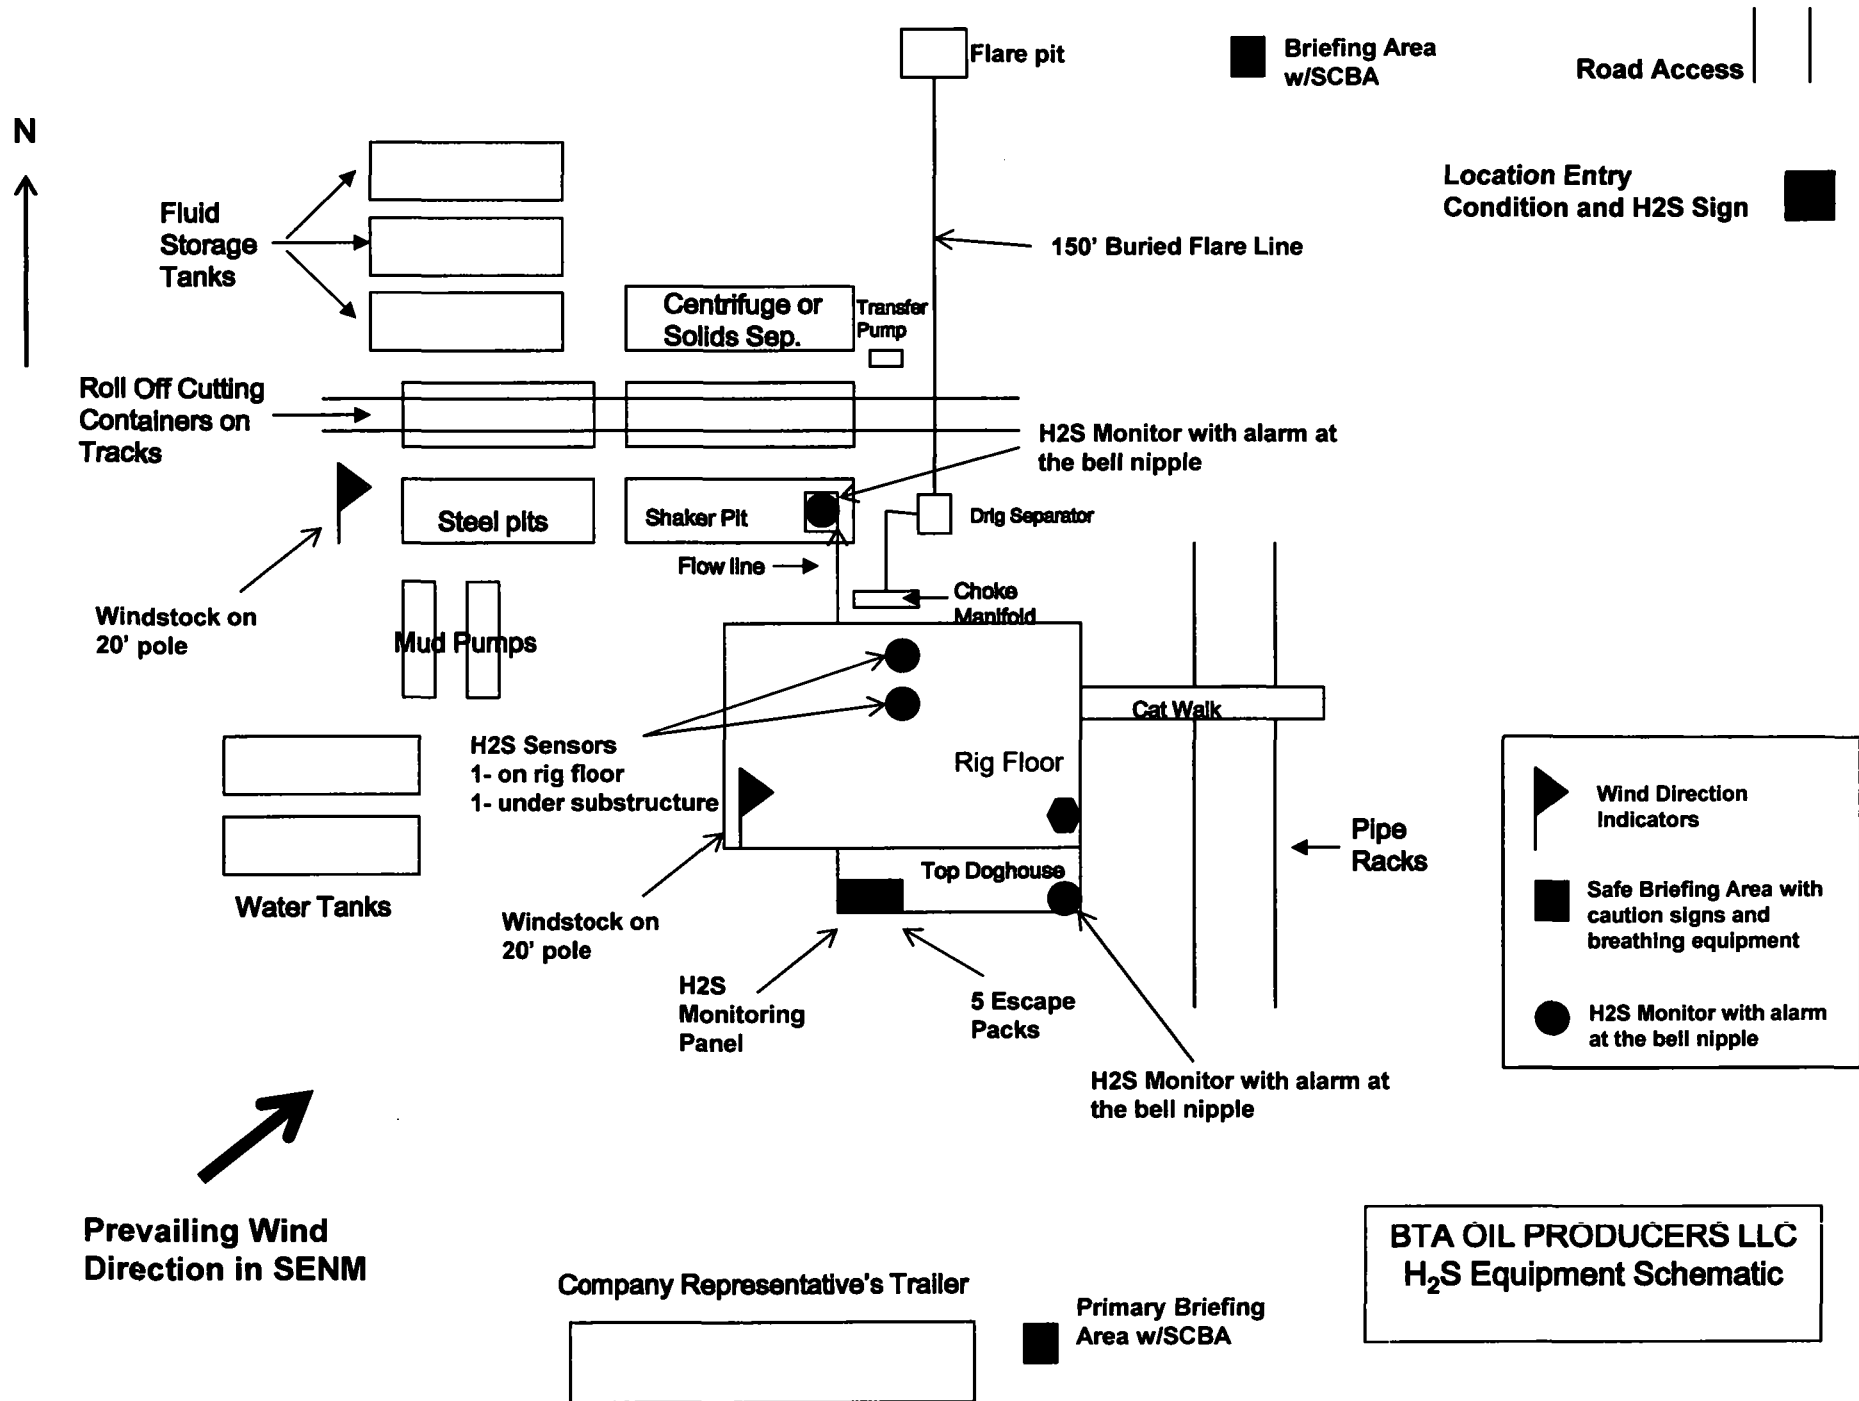 Flare pit
Briefing Area
w/SCBA
Road Access
N
Location Entry
Condition and H2S Sign
Fluid
Storage
Tanks
150' Buried Flare Line
Centrifuge or
Solids Sep.
Transfer
Pump
Roll Off Cutting
Containers on
Tracks
H2S Monitor with alarm at
the bell nipple
Steel pits
Shaker Pit
Drlg Separator
Flow line
Choke
Manifold
Windstock on
20' pole
Mud Pumps
Cat Walk
H2S Sensors
1- on rig floor
1- under substructure
Rig Floor
Wind Direction
Indicators
Pipe
Racks
Top Doghouse
Safe Briefing Area with
caution signs and
breathing equipment
Water Tanks
Windstock on
20' pole
H2S
Monitoring
Panel
5 Escape
Packs
H2S Monitor with alarm
at the bell nipple
H2S Monitor with alarm at
the bell nipple
Prevailing Wind
Direction in SENM
BTA OIL PRODUCERS LLC
H2S Equipment Schematic
Company Representative's Trailer
Primary Briefing
Area w/SCBA